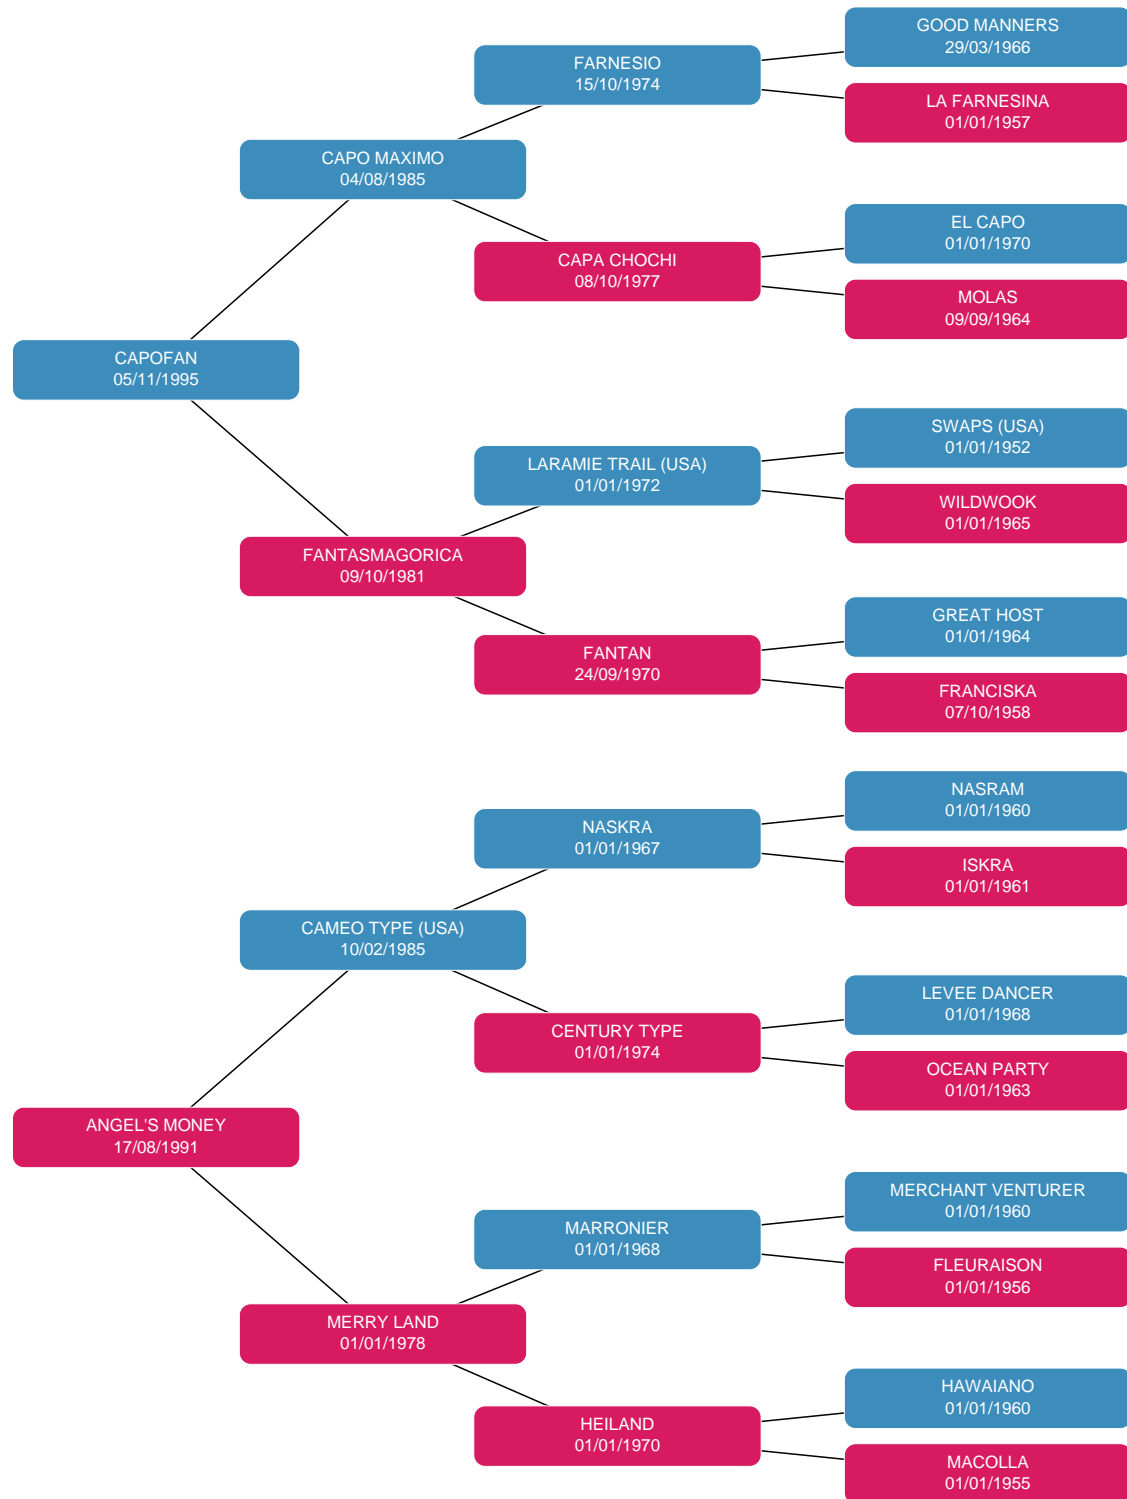 GOOD MANNERS
29/03/1966
FARNESIO
15/10/1974
LA FARNESINA
01/01/1957
CAPO MAXIMO
04/08/1985
EL CAPO
01/01/1970
CAPA CHOCHI
08/10/1977
MOLAS
09/09/1964
CAPOFAN
05/11/1995
SWAPS (USA)
01/01/1952
LARAMIE TRAIL (USA)
01/01/1972
WILDWOOK
01/01/1965
FANTASMAGORICA
09/10/1981
GREAT HOST
01/01/1964
FANTAN
24/09/1970
FRANCISKA
07/10/1958
NASRAM
01/01/1960
NASKRA
01/01/1967
ISKRA
01/01/1961
CAMEO TYPE (USA)
10/02/1985
LEVEE DANCER
01/01/1968
CENTURY TYPE
01/01/1974
OCEAN PARTY
01/01/1963
ANGEL'S MONEY
17/08/1991
MERCHANT VENTURER
01/01/1960
MARRONIER
01/01/1968
FLEURAISON
01/01/1956
MERRY LAND
01/01/1978
HAWAIANO
01/01/1960
HEILAND
01/01/1970
MACOLLA
01/01/1955